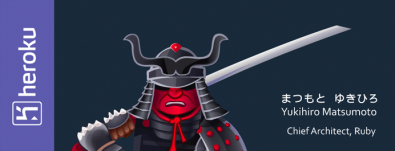 heroku
まつもと ゆきひろ
Yukihiro Matsumoto
Chief Architect, Ruby